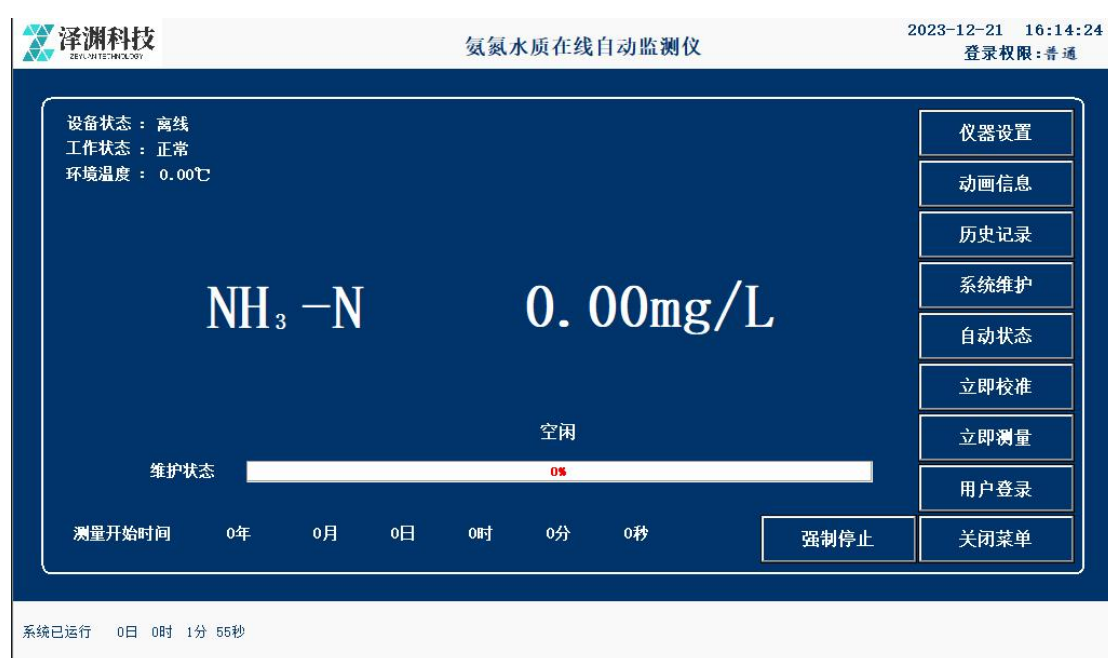 泽渊科技
ZEYUAN TECHNOLOGY
氨氮水质在线自动监测仪
2023-12-21 16:14:24
登录权限:普通
设备状态 : 离线
工作状态 : 正常
环境温度 : 0.00℃
仪器设置
动画信息
历史记录
系统维护
自动状态
立即校准
立即测量
用户登录
关闭菜单
NH₃-N 0.00mg/L
空闲
维护状态 0%
测量开始时间 0年 0月 0日 0时 0分 0秒
强制停止
系统已运行 0日 0时 1分 55秒